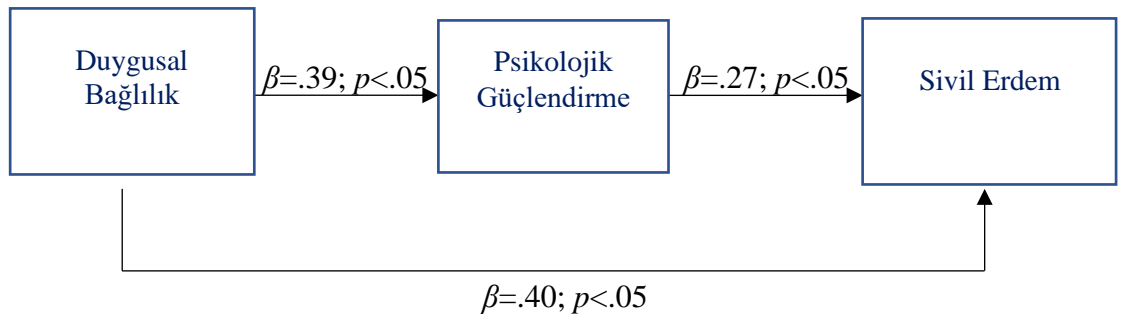 Duygusal
Bağlılık
β=.39; p<.05
Psikolojik
Güçlendirme
β=.27; p<.05
Sivil Erdem
β=.40; p<.05